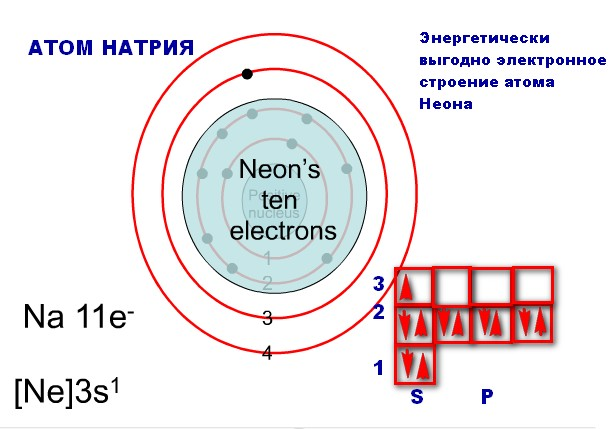 АТОМ НАТРИЯ
Энергетически
выгодно электронное
строение атома
Неона
Neon's
ten
electrons
Positive
nucleus
1
2
3
4
Na 11e-
[Ne]3s¹
3
2
1
S P